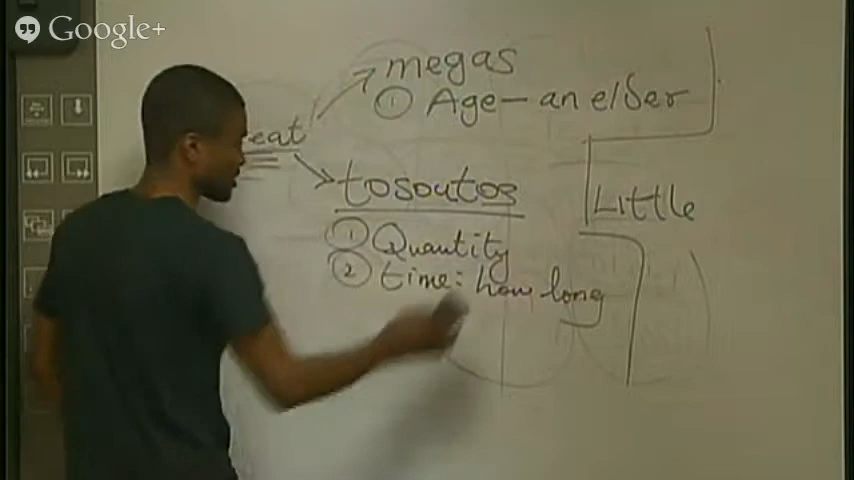 Google+
eat
megas
① Age - an elder
tosoutos
① Quantity
② time: how long
Little